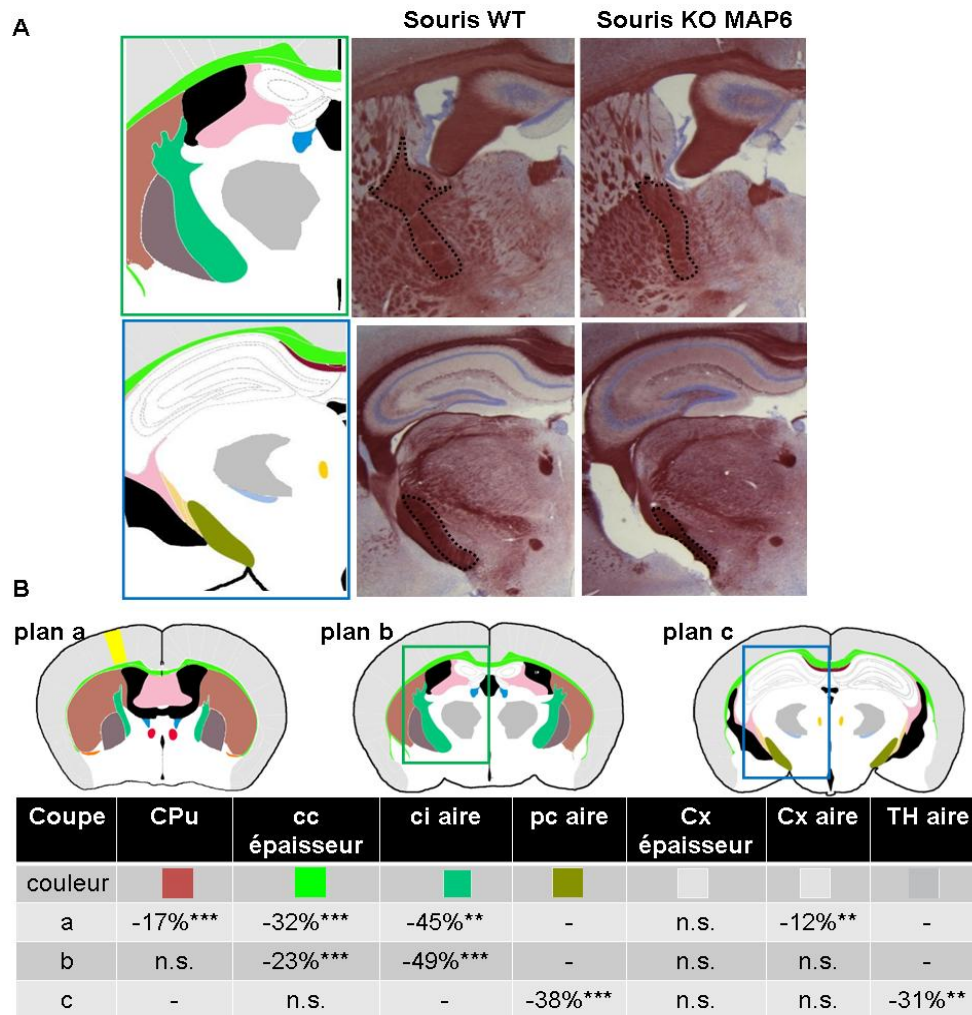 A
Souris WT Souris KO MAP6
B
plan a plan b plan c
Coupe CPu cc épaisseur ci aire pc aire Cx épaisseur Cx aire TH aire
couleur
a -17%*** -32%*** -45%** - n.s. -12%** -
b n.s. -23%*** -49%*** - n.s. n.s. -
c - n.s. - -38%*** n.s. n.s. -31%**